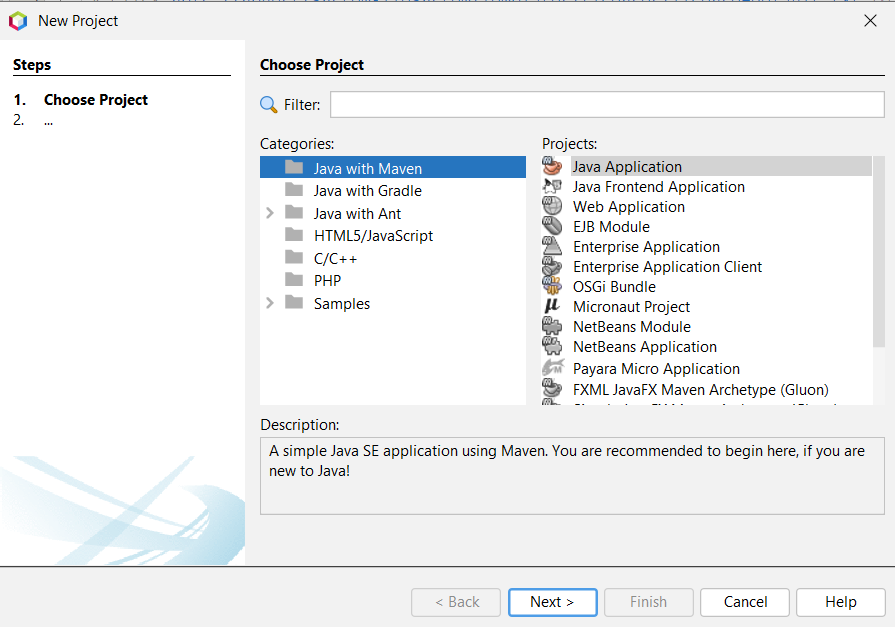 New Project
Steps
1. Choose Project
2. ...
Choose Project
Filter:
Categories:
Java with Maven
Java with Gradle
Java with Ant
HTML5/JavaScript
C/C++
PHP
Samples
Projects:
Java Application
Java Frontend Application
Web Application
EJB Module
Enterprise Application
Enterprise Application Client
OSGi Bundle
Micronaut Project
NetBeans Module
NetBeans Application
Payara Micro Application
FXML JavaFX Maven Archetype (Gluon)
Description:
A simple Java SE application using Maven. You are recommended to begin here, if you are
new to Java!
< Back
Next >
Finish
Cancel
Help